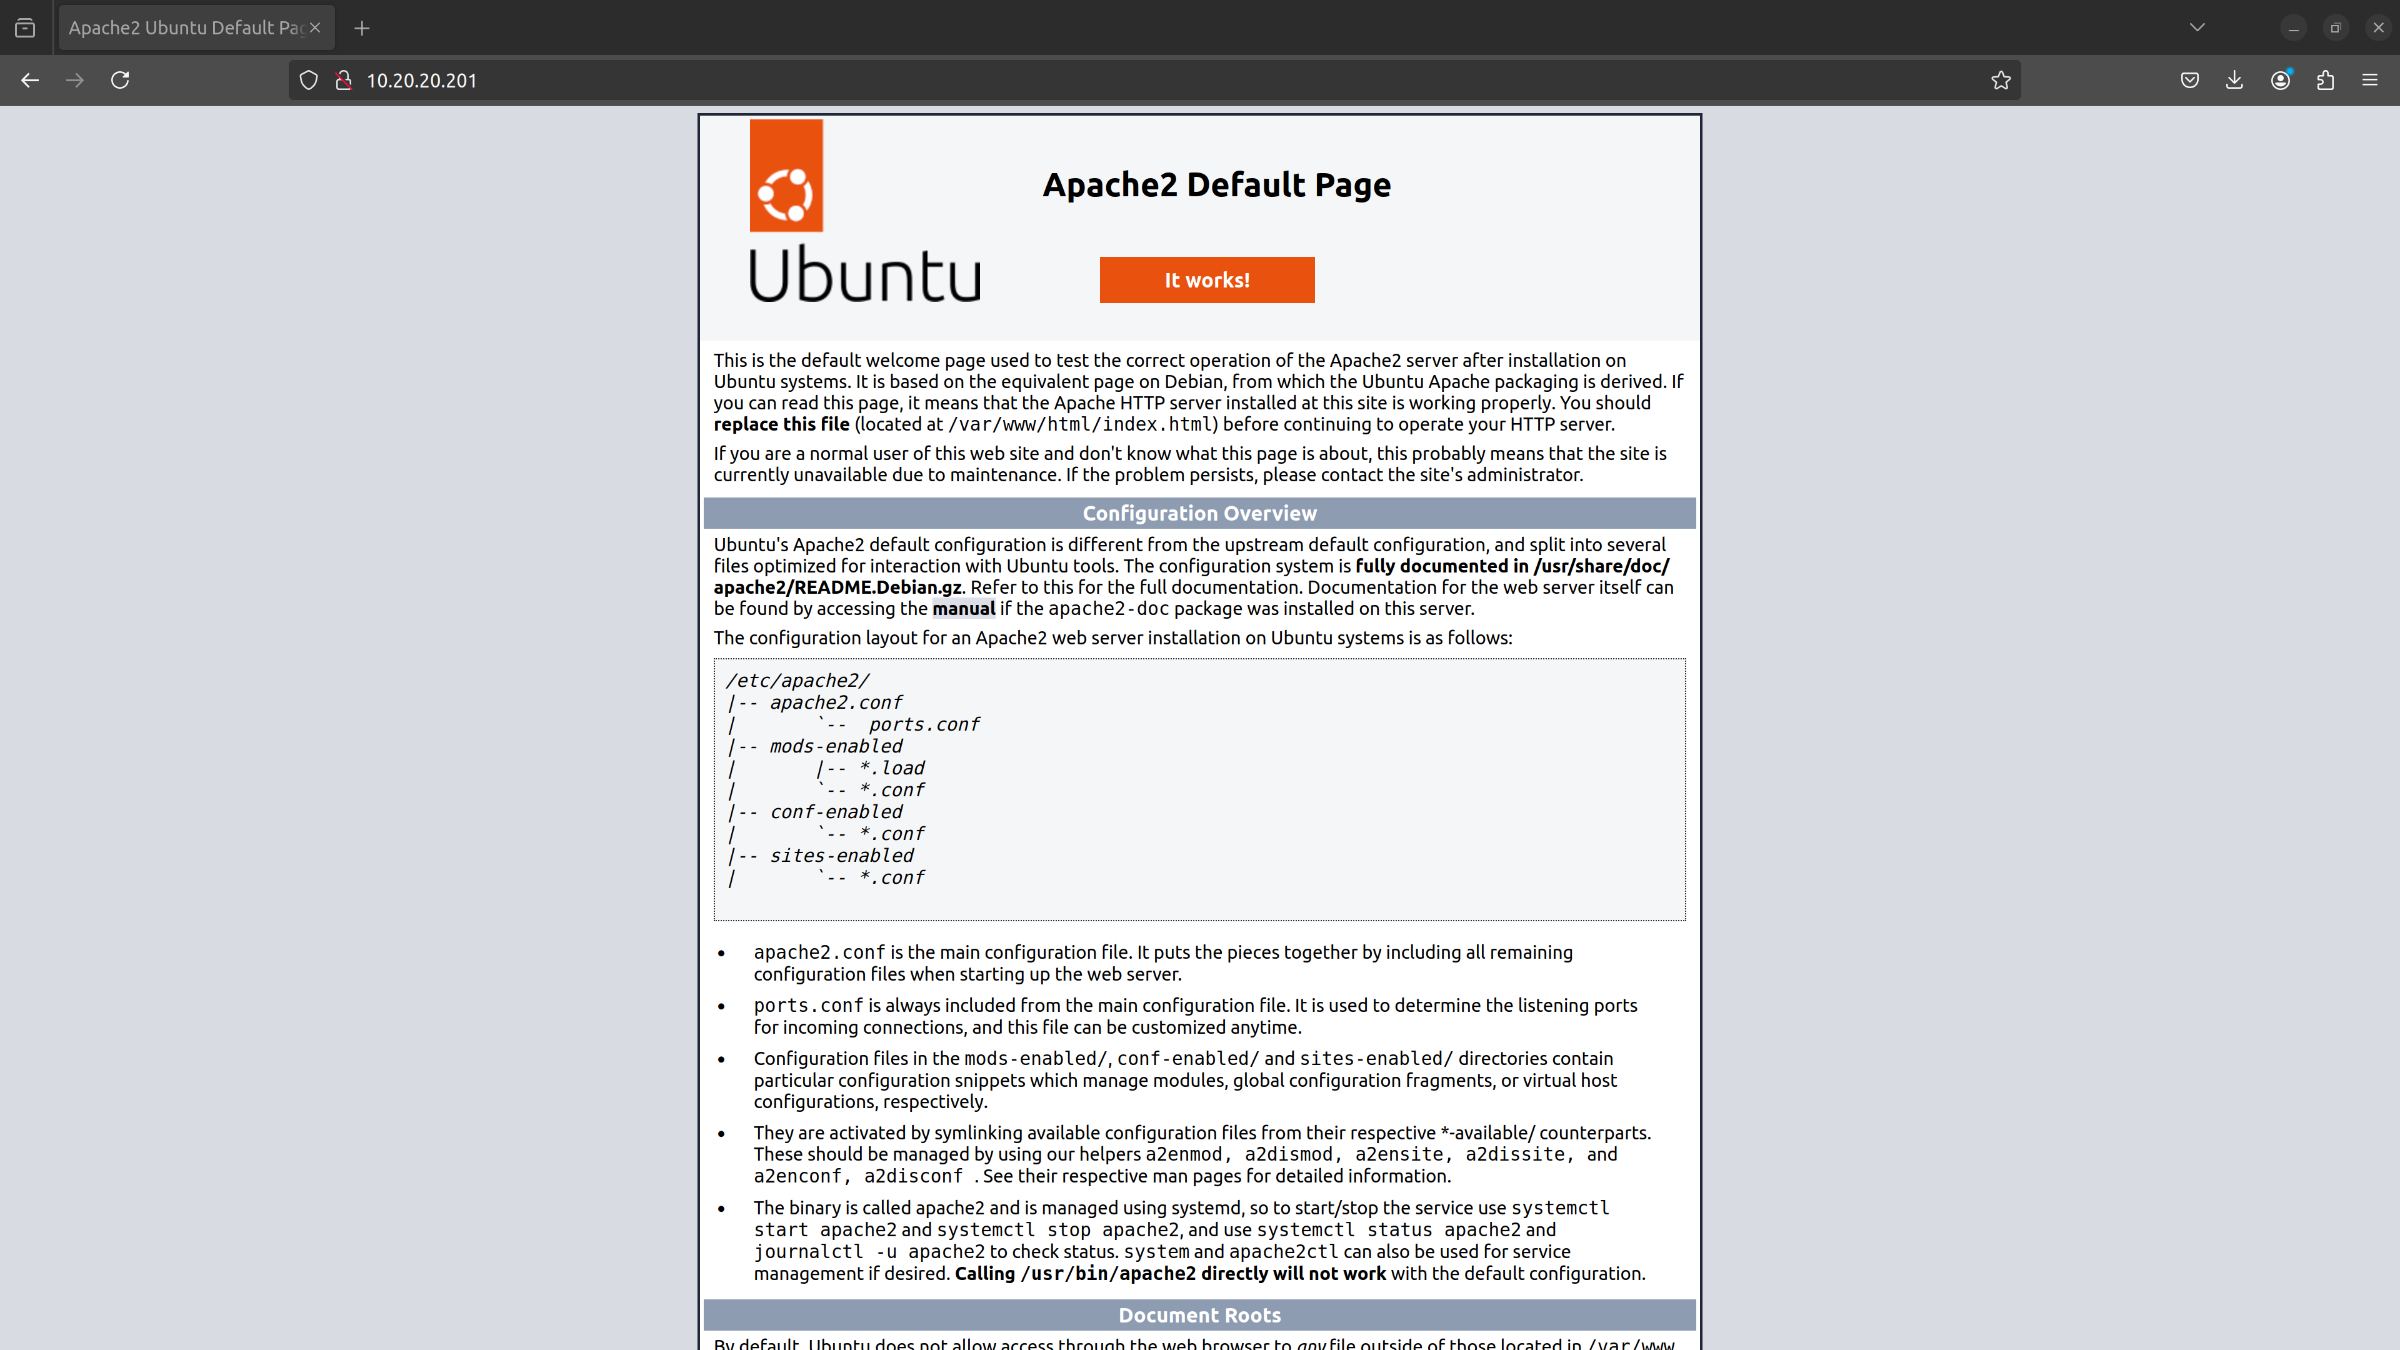 Apache2 Ubuntu Default Pag
10.20.20.201
Apache2 Default Page
Ubuntu
It works!
This is the default welcome page used to test the correct operation of the Apache2 server after installation on
Ubuntu systems. It is based on the equivalent page on Debian, from which the Ubuntu Apache packaging is derived. If
you can read this page, it means that the Apache HTTP server installed at this site is working properly. You should
replace this file (located at /var/www/html/index.html) before continuing to operate your HTTP server.
If you are a normal user of this web site and don't know what this page is about, this probably means that the site is
currently unavailable due to maintenance. If the problem persists, please contact the site's administrator.
Configuration Overview
Ubuntu's Apache2 default configuration is different from the upstream default configuration, and split into several
files optimized for interaction with Ubuntu tools. The configuration system is fully documented in /usr/share/doc/
apache2/README.Debian.gz. Refer to this for the full documentation. Documentation for the web server itself can
be found by accessing the manual if the apache2-doc package was installed on this server.
The configuration layout for an Apache2 web server installation on Ubuntu systems is as follows:
/etc/apache2/
|-- apache2.conf
|       `--  ports.conf
|-- mods-enabled
|       |-- *.load
|       `-- *.conf
|-- conf-enabled
|       `-- *.conf
|-- sites-enabled
|       `-- *.conf
• apache2.conf is the main configuration file. It puts the pieces together by including all remaining
configuration files when starting up the web server.
• ports.conf is always included from the main configuration file. It is used to determine the listening ports
for incoming connections, and this file can be customized anytime.
• Configuration files in the mods-enabled/, conf-enabled/ and sites-enabled/ directories contain
particular configuration snippets which manage modules, global configuration fragments, or virtual host
configurations, respectively.
• They are activated by symlinking available configuration files from their respective *-available/ counterparts.
These should be managed by using our helpers a2enmod, a2dismod, a2ensite, a2dissite, and
a2enconf, a2disconf . See their respective man pages for detailed information.
• The binary is called apache2 and is managed using systemd, so to start/stop the service use systemctl
start apache2 and systemctl stop apache2, and use systemctl status apache2 and
journalctl -u apache2 to check status. system and apache2ctl can also be used for service
management if desired. Calling /usr/bin/apache2 directly will not work with the default configuration.
Document Roots
By default, Ubuntu does not allow access through the web browser to any file outside of those located in /var/www,